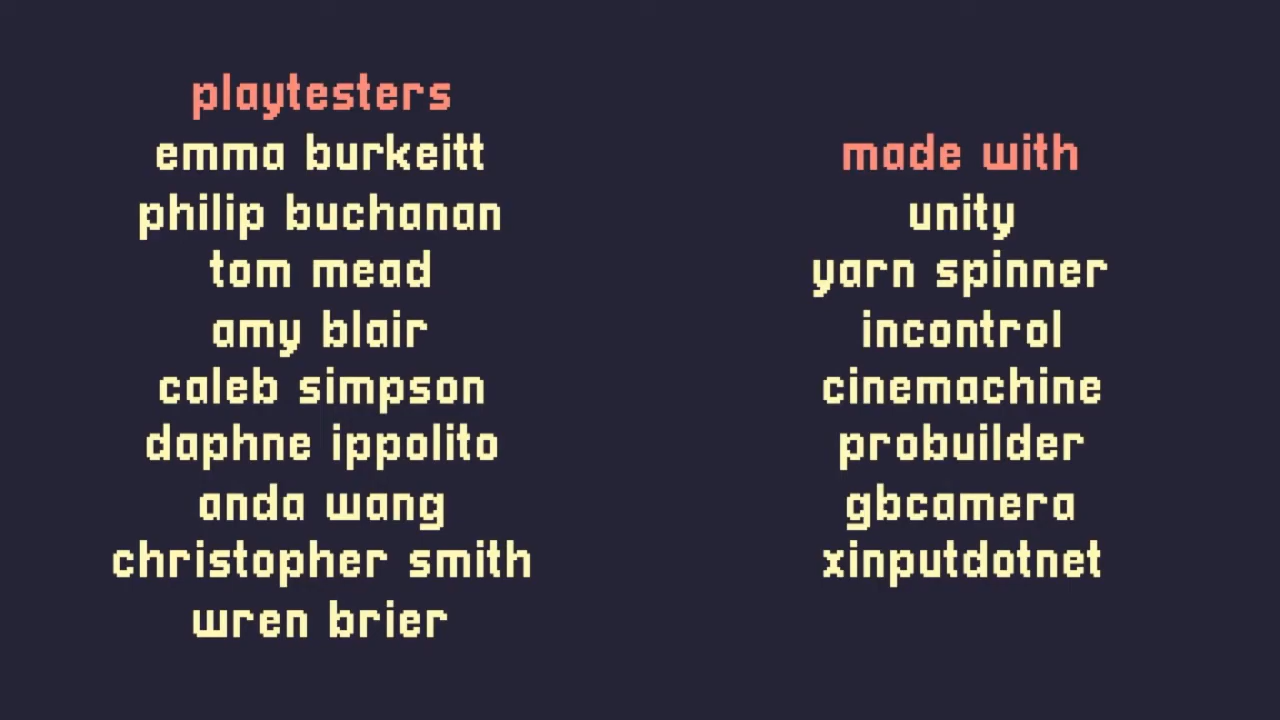 playtesters
emma burkeitt
philip buchanan
tom mead
amy blair
caleb simpson
daphne ippolito
anda wang
christopher smith
wren brier
made with
unity
yarn spinner
incontrol
cinemachine
probuilder
gbcamera
xinputdotnet